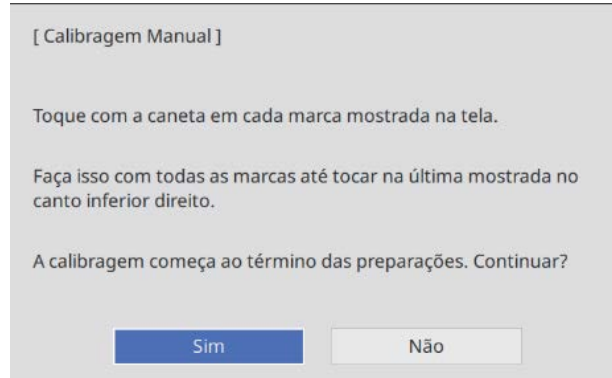 [ Calibragem Manual ]
Toque com a caneta em cada marca mostrada na tela.
Faça isso com todas as marcas até tocar na última mostrada no
canto inferior direito.
A calibragem começa ao término das preparações. Continuar?
Sim
Não